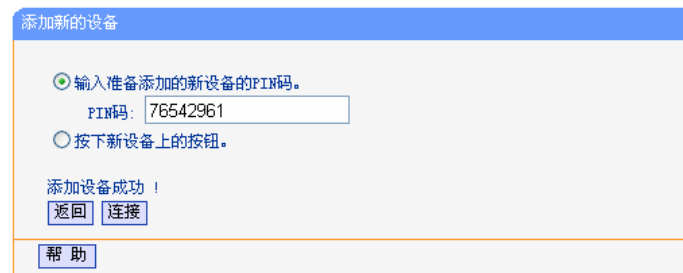 添加新的设备
输入准备添加的新设备的PIN码。
PIN码: 76542961
按下新设备上的按钮。
添加设备成功 !
返回 连接
帮 助